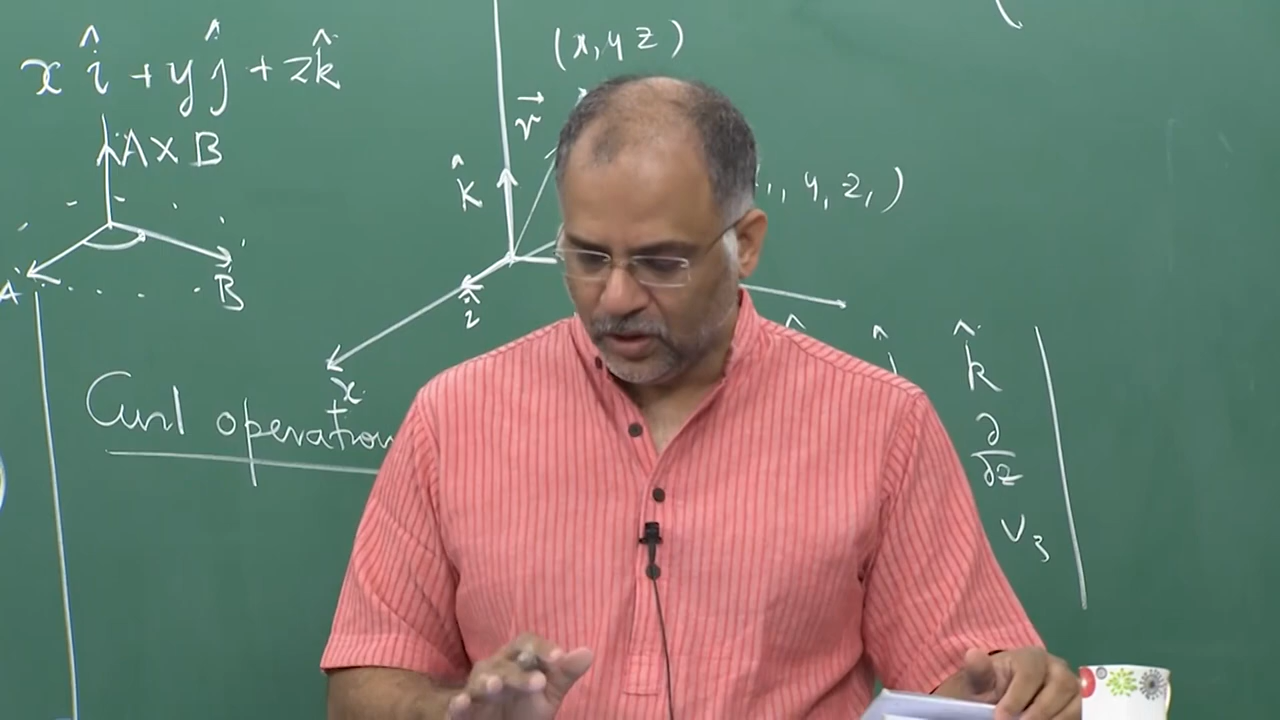 x î + y ĵ + z k̂
A × B
A
B
(x, y z)
r⃗
k̂
, y, z, )
x
Curl operation
k̂
∂
∂z
V₃